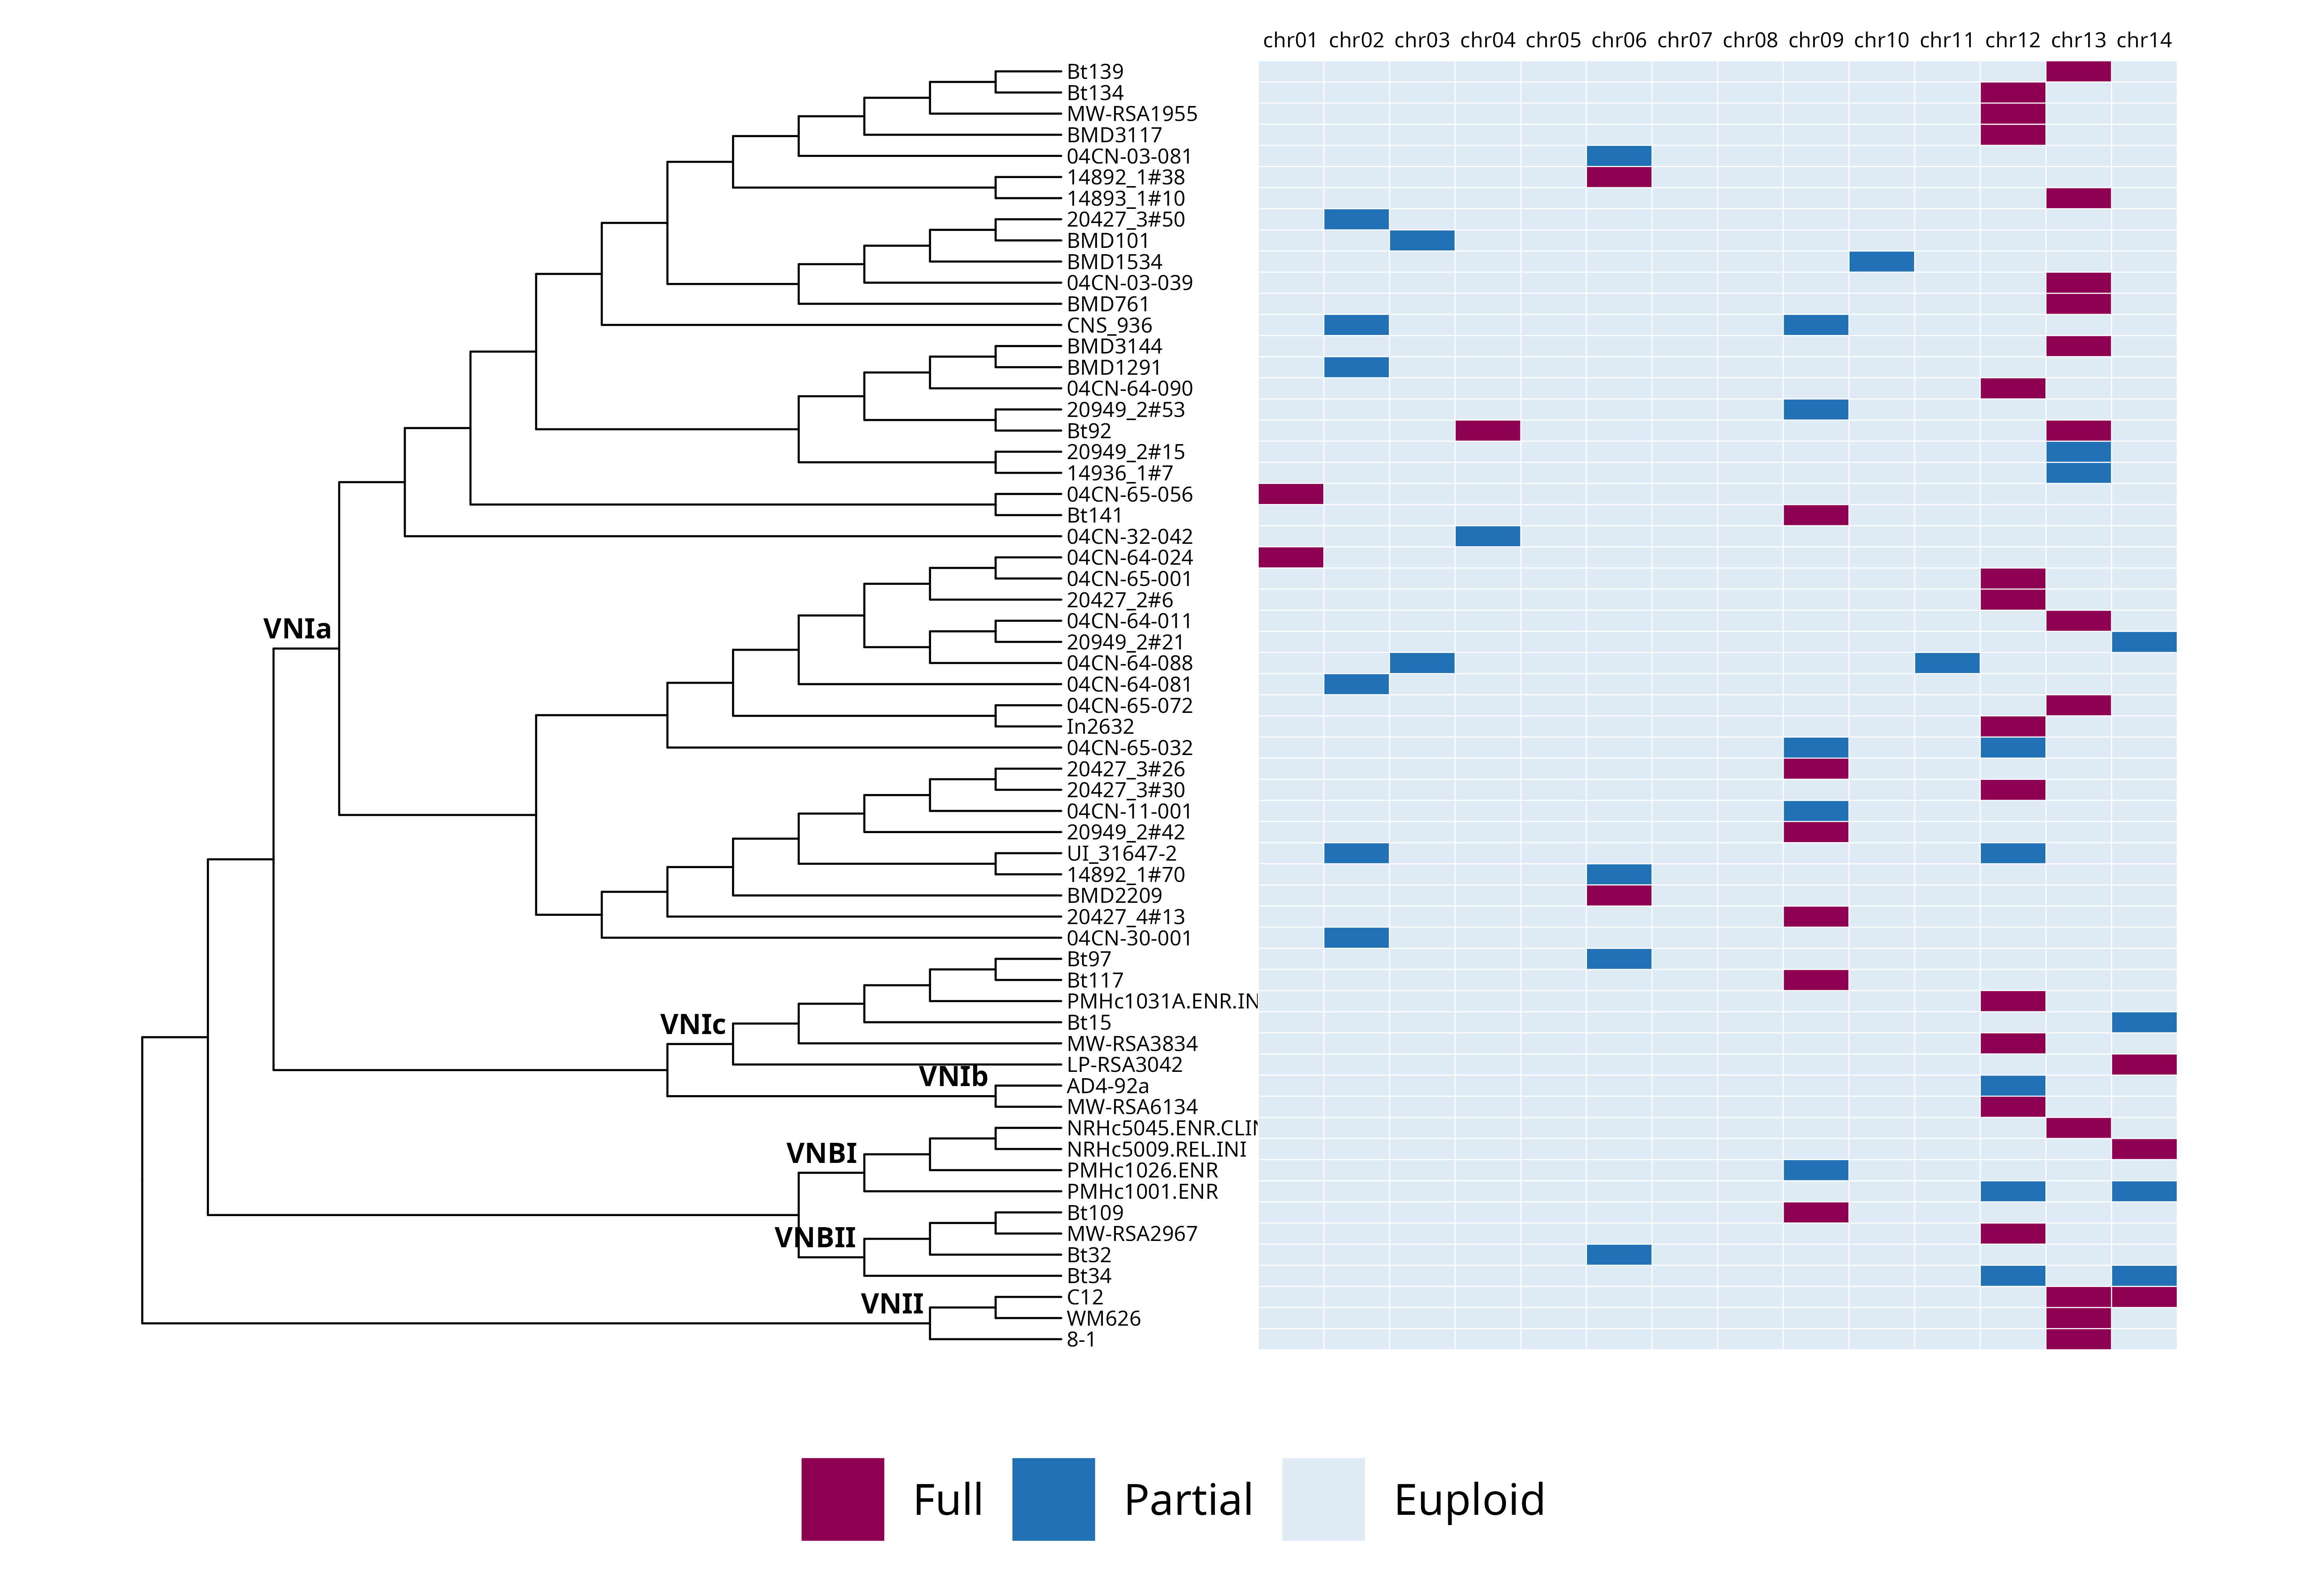 chr01 chr02 chr03 chr04 chr05 chr06 chr07 chr08 chr09 chr10 chr11 chr12 chr13 chr14
Bt139
Bt134
MW-RSA1955
BMD3117
04CN-03-081
14892_1#38
14893_1#10
20427_3#50
BMD101
BMD1534
04CN-03-039
BMD761
CNS_936
BMD3144
BMD1291
04CN-64-090
20949_2#53
Bt92
20949_2#15
14936_1#7
04CN-65-056
Bt141
04CN-32-042
04CN-64-024
04CN-65-001
20427_2#6
04CN-64-011
VNIa
20949_2#21
04CN-64-088
04CN-64-081
04CN-65-072
In2632
04CN-65-032
20427_3#26
20427_3#30
04CN-11-001
20949_2#42
UI_31647-2
14892_1#70
BMD2209
20427_4#13
04CN-30-001
Bt97
Bt117
PMHc1031A.ENR.IN
Bt15
VNIc
MW-RSA3834
LP-RSA3042
VNIb
AD4-92a
MW-RSA6134
NRHc5045.ENR.CLIN
NRHc5009.REL.INI
VNBI
PMHc1026.ENR
PMHc1001.ENR
Bt109
MW-RSA2967
VNBII
Bt32
Bt34
C12
VNII
WM626
8-1
Full Partial Euploid